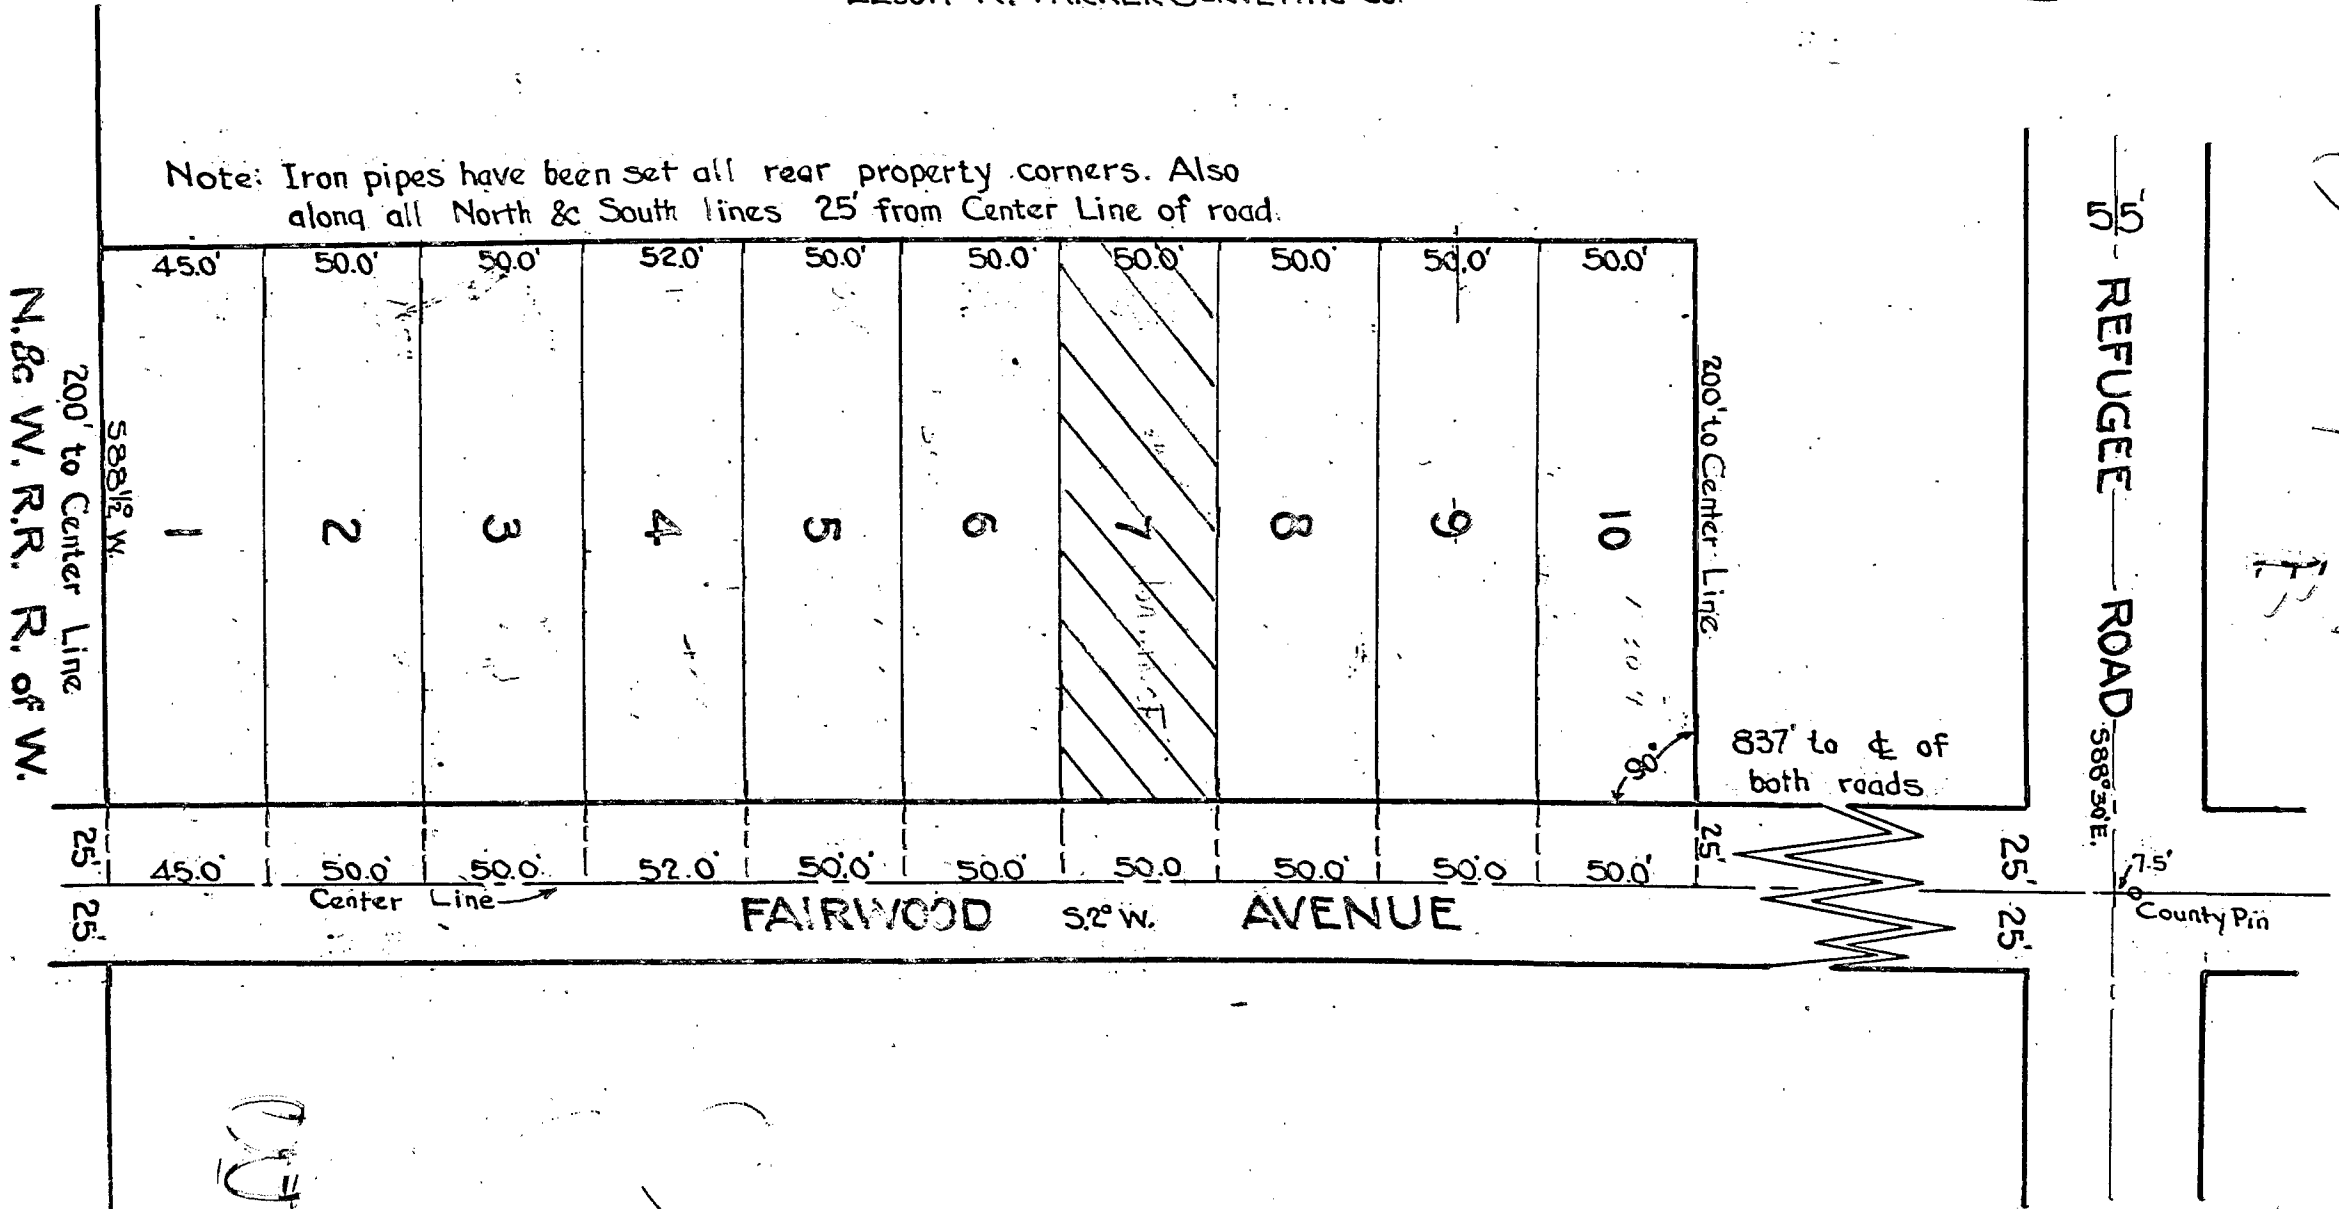 Note: Iron pipes have been set all rear property corners. Also
along all North &c South lines 25' from Center Line of road.
45.0' 50.0' 50.0' 52.0' 50.0' 50.0' 50.0' 50.0' 50.0' 50.0'
N.&c W. R.R. R. of W.
200' to Center Line
S88½° W.
1 2 3 4 5 6 7 8 9 10
200' to Center Line
90°
837' to ℄ of
both roads
55'
REFUGEE ROAD
S88°30'E.
25' 45.0' 50.0' 50.0' 52.0' 50.0' 50.0' 50.0 50.0' 50.0 50.0' 25'
25'
Center Line
FAIRWOOD S.2° W. AVENUE
25'
25'
7.5'
County Pin